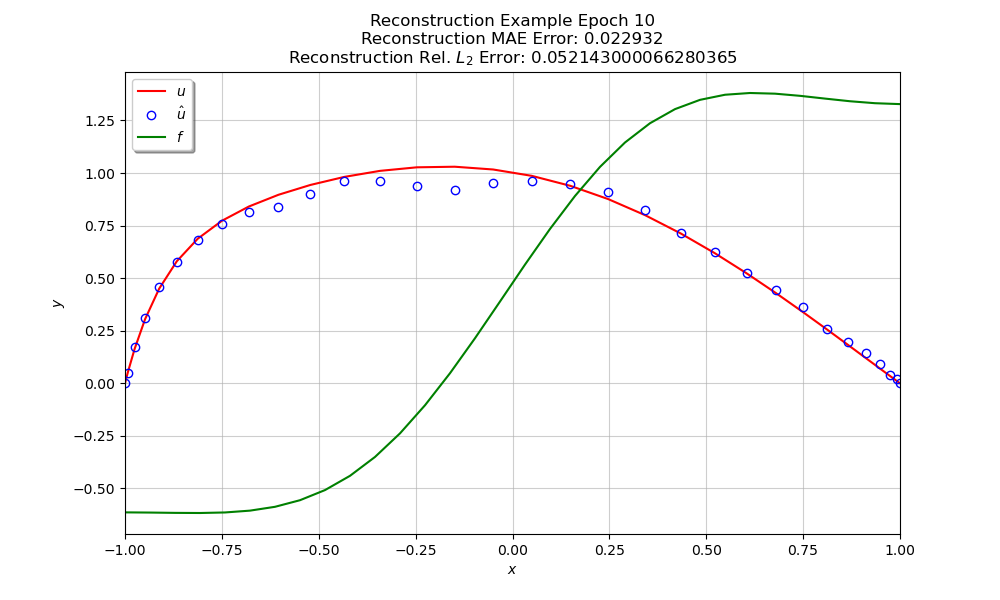 Reconstruction Example Epoch 10
Reconstruction MAE Error: 0.022932
Reconstruction Rel. L₂ Error: 0.052143000066280365
u
û
f
y
1.25
1.00
0.75
0.50
0.25
0.00
−0.25
−0.50
−1.00 −0.75 −0.50 −0.25 0.00 0.25 0.50 0.75 1.00
x